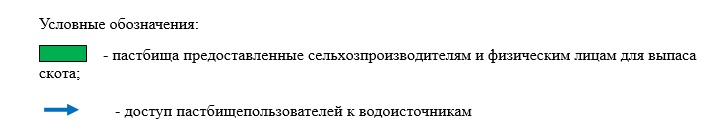 Условные обозначения:
- пастбища предоставленные сельхозпроизводителям и физическим лицам для выпаса
скота;
- доступ пастбищепользователей к водоисточникам